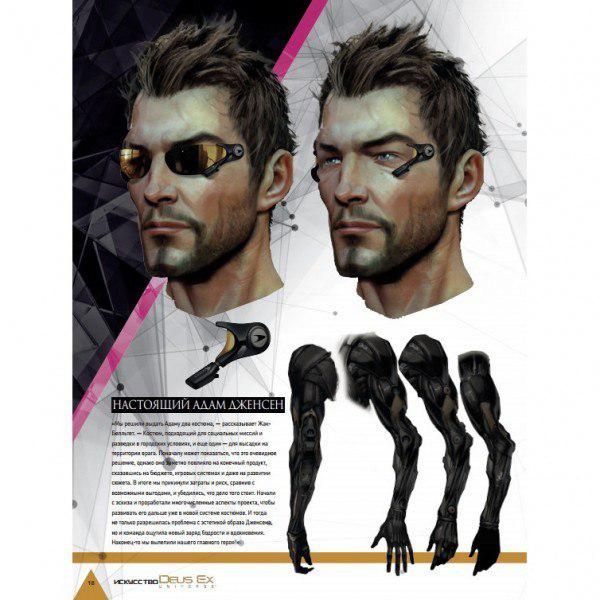 НАСТОЯЩИЙ АДАМ ДЖЕНСЕН
«Мы решили выдать Адаму два костюма, — рассказывает Жак-
Белльтет. — Костюм, подходящий для социальных миссий и
разведки в городских условиях, и еще один — для высадки на
территории врага. Поначалу может показаться, что это очевидное
решение, однако оно заметно повлияло на конечный продукт,
сказавшись на бюджете, игровых системах и даже на развитии
сюжета. В итоге мы прикинули затраты и риск, сравнив с
возможными выгодами, и убедились, что дело того стоит. Начали
с эскиза и проработали многочисленные аспекты проекта, чтобы
развивать его дальше уже в новой системе костюмов. И тогда
не только разрешилась проблема с эстетикой образа Дженсена,
но и команда ощутила новый заряд бодрости и вдохновения.
Наконец-то мы вылепили нашего главного героя!»
18
ИСКУССТВО DEUS EX
UNIVERSE